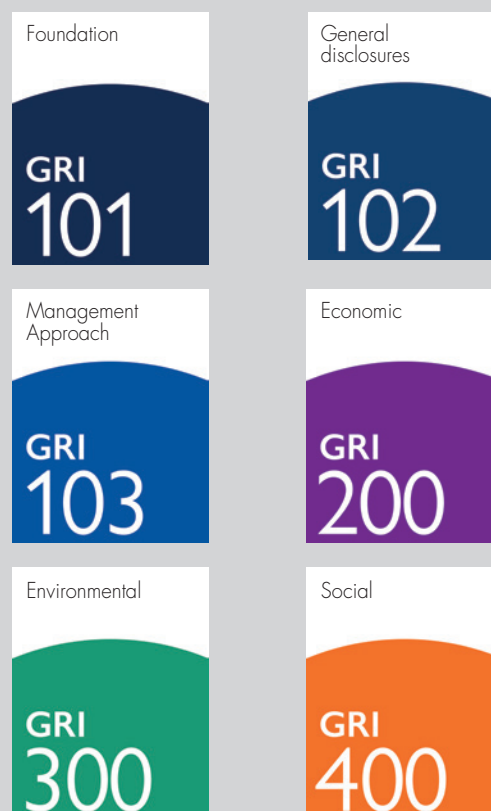 Foundation
GRI
101
General
disclosures
GRI
102
Management
Approach
GRI
103
Economic
GRI
200
Environmental
GRI
300
Social
GRI
400